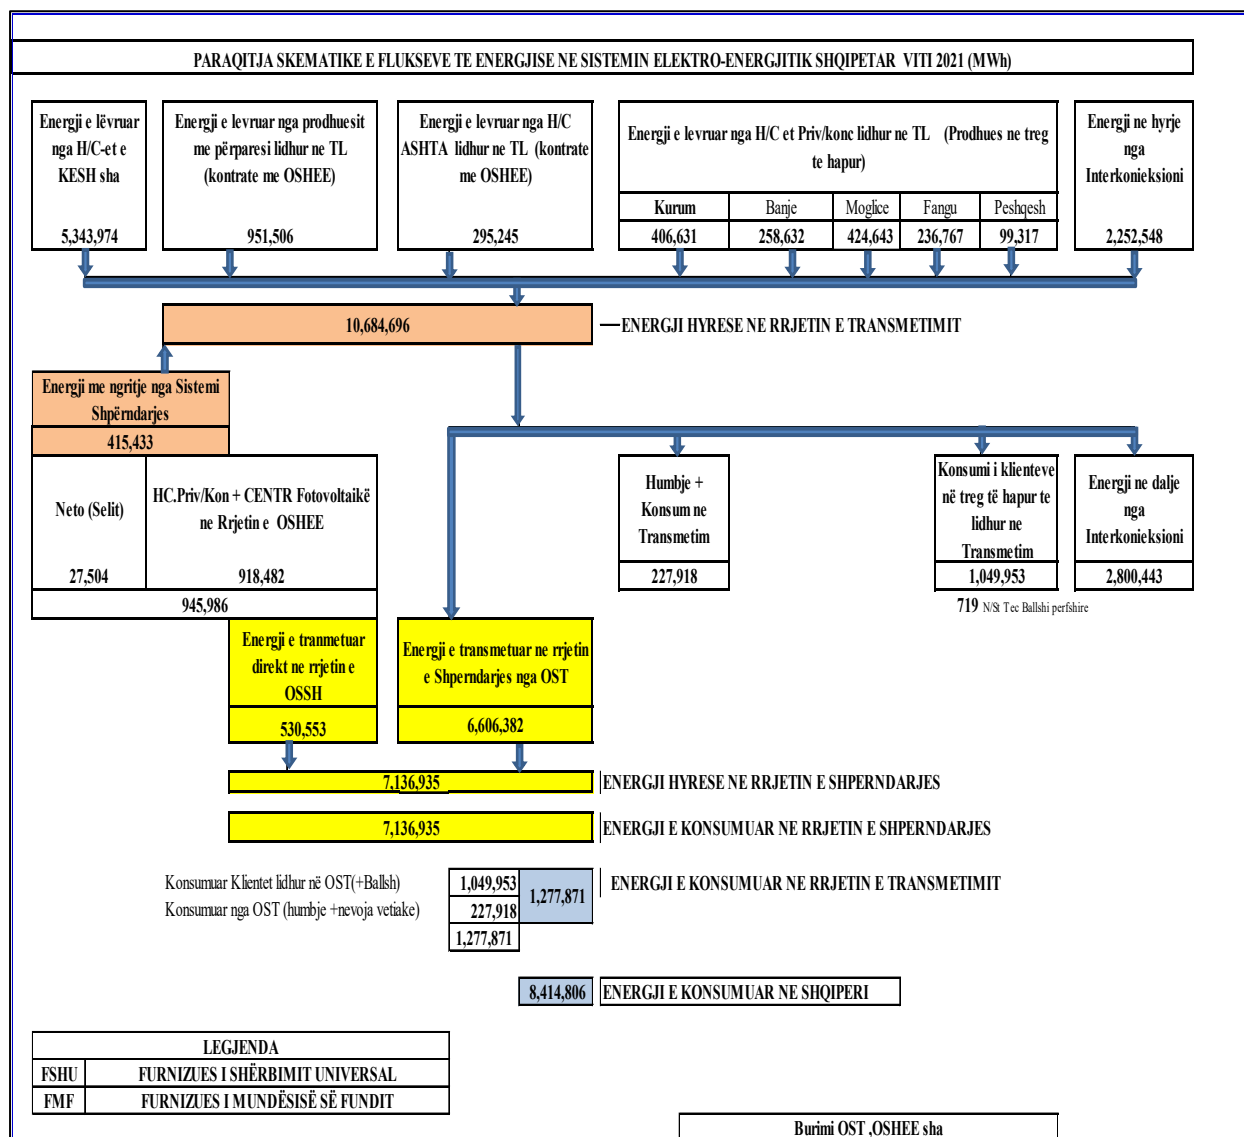 PARAQITJA SKEMATIKE E FLUKSEVE TE ENERGJISE NE SISTEMIN ELEKTRO-ENERGJITIK SHQIPETAR VITI 2021 (MWh)
Energji e lëvruar
nga H/C-et e
KESH sha
5,343,974
Energji e levruar nga prodhuesit
me përparesi lidhur ne TL
(kontrate me OSHEE)
951,506
Energji e levruar nga H/C
ASHTA lidhur ne TL (kontrate
me OSHEE)
295,245
Energji e levruar nga H/C et Priv/konc lidhur ne TL (Prodhues ne treg
te hapur)
Kurum Banje Moglice Fangu Peshqesh
406,631 258,632 424,643 236,767 99,317
Energji ne hyrje
nga
Interkonieksioni
2,252,548
10,684,696
ENERGJI HYRESE NE RRJETIN E TRANSMETIMIT
Energji me ngritje nga Sistemi
Shpërndarjes
415,433
Neto (Selit)
27,504
HC.Priv/Kon + CENTR Fotovoltaikë
ne Rrjetin e OSHEE
918,482
945,986
Humbje +
Konsum ne
Transmetim
227,918
Konsumi i klienteve
në treg të hapur te
lidhur ne
Transmetim
1,049,953
719 N/St Tec Ballshi perfshire
Energji ne dalje
nga
Interkonieksioni
2,800,443
Energji e tranmetuar
direkt ne rrjetin e
OSSH
530,553
Energji e transmetuar ne rrjetin
e Shperndarjes nga OST
6,606,382
7,136,935
ENERGJI HYRESE NE RRJETIN E SHPERNDARJES
7,136,935
ENERGJI E KONSUMUAR NE RRJETIN E SHPERNDARJES
Konsumuar Klientet lidhur në OST(+Ballsh) 1,049,953
Konsumuar nga OST (humbje +nevoja vetiake) 227,918
1,277,871
1,277,871
ENERGJI E KONSUMUAR NE RRJETIN E TRANSMETIMIT
8,414,806 ENERGJI E KONSUMUAR NE SHQIPERI
LEGJENDA
FSHU FURNIZUES I SHËRBIMIT UNIVERSAL
FMF FURNIZUES I MUNDËSISË SË FUNDIT
Burimi OST ,OSHEE sha